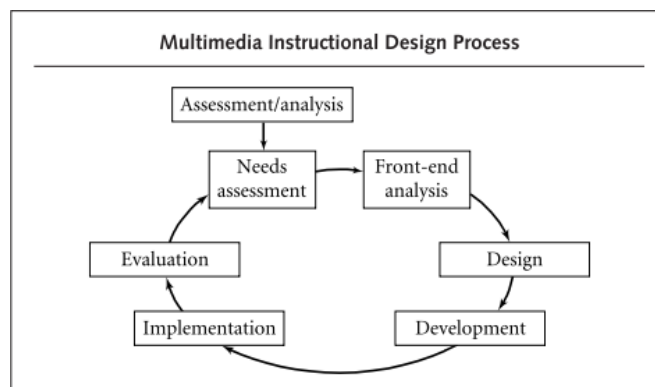 Multimedia Instructional Design Process
Assessment/analysis
Needs
assessment
Front-end
analysis
Evaluation
Design
Implementation
Development